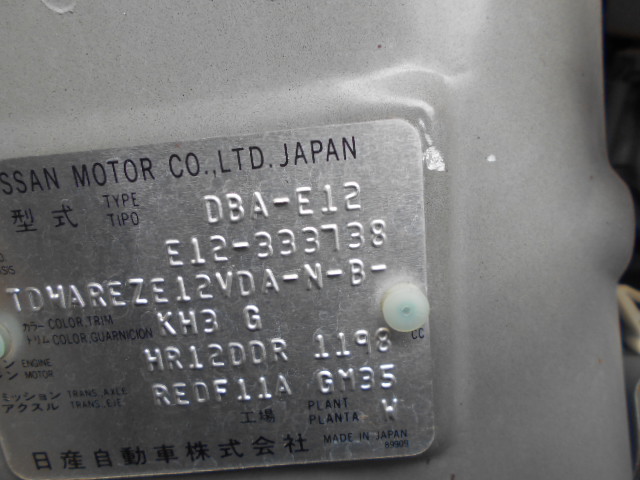 SSAN MOTOR CO.,LTD. JAPAN
型式 TYPE TIPO DBA-E12
E12-333738
TDMAREZE12VDA-N-B-
カラー COLOR,TRIM
トリム COLOR,GUARNICION KH3 G
ン ENGINE MOTOR HR12DDR 1198 CC
ミッション TRANS,AXLE
アクスル TRANS,EJE REDF11A GM35
工場 PLANT PLANTA W
日産自動車株式会社 MADE IN JAPAN
89909